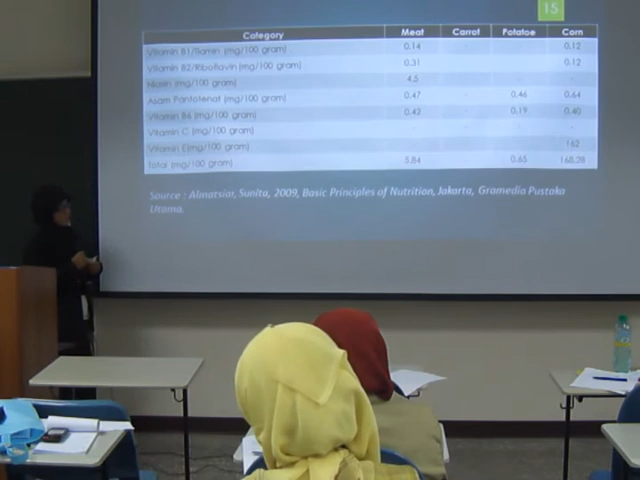 15
Category Meat Carrot Potatoe Corn
Vitamin B1/tiamin (mg/100 gram) 0.14 0.12
Vitamin B2/Riboflavin (mg/100 gram) 0.31 0.12
Niasin (mg/100 gram) 4.5
Asam Pantotenat (mg/100 gram) 0.47 - 0.46 0.64
Vitamin B6 (mg/100 gram) 0.42 0.19 0.40
Vitamin C (mg/100 gram)
Vitamin E(mg/100 gram) 162
Total (mg/100 gram) 5.84 0.65
Source : Almatsiar, Sunita, 2009, Basic Principles of Nutrition, Jakarta, Gramedia Pustaka
Utama.